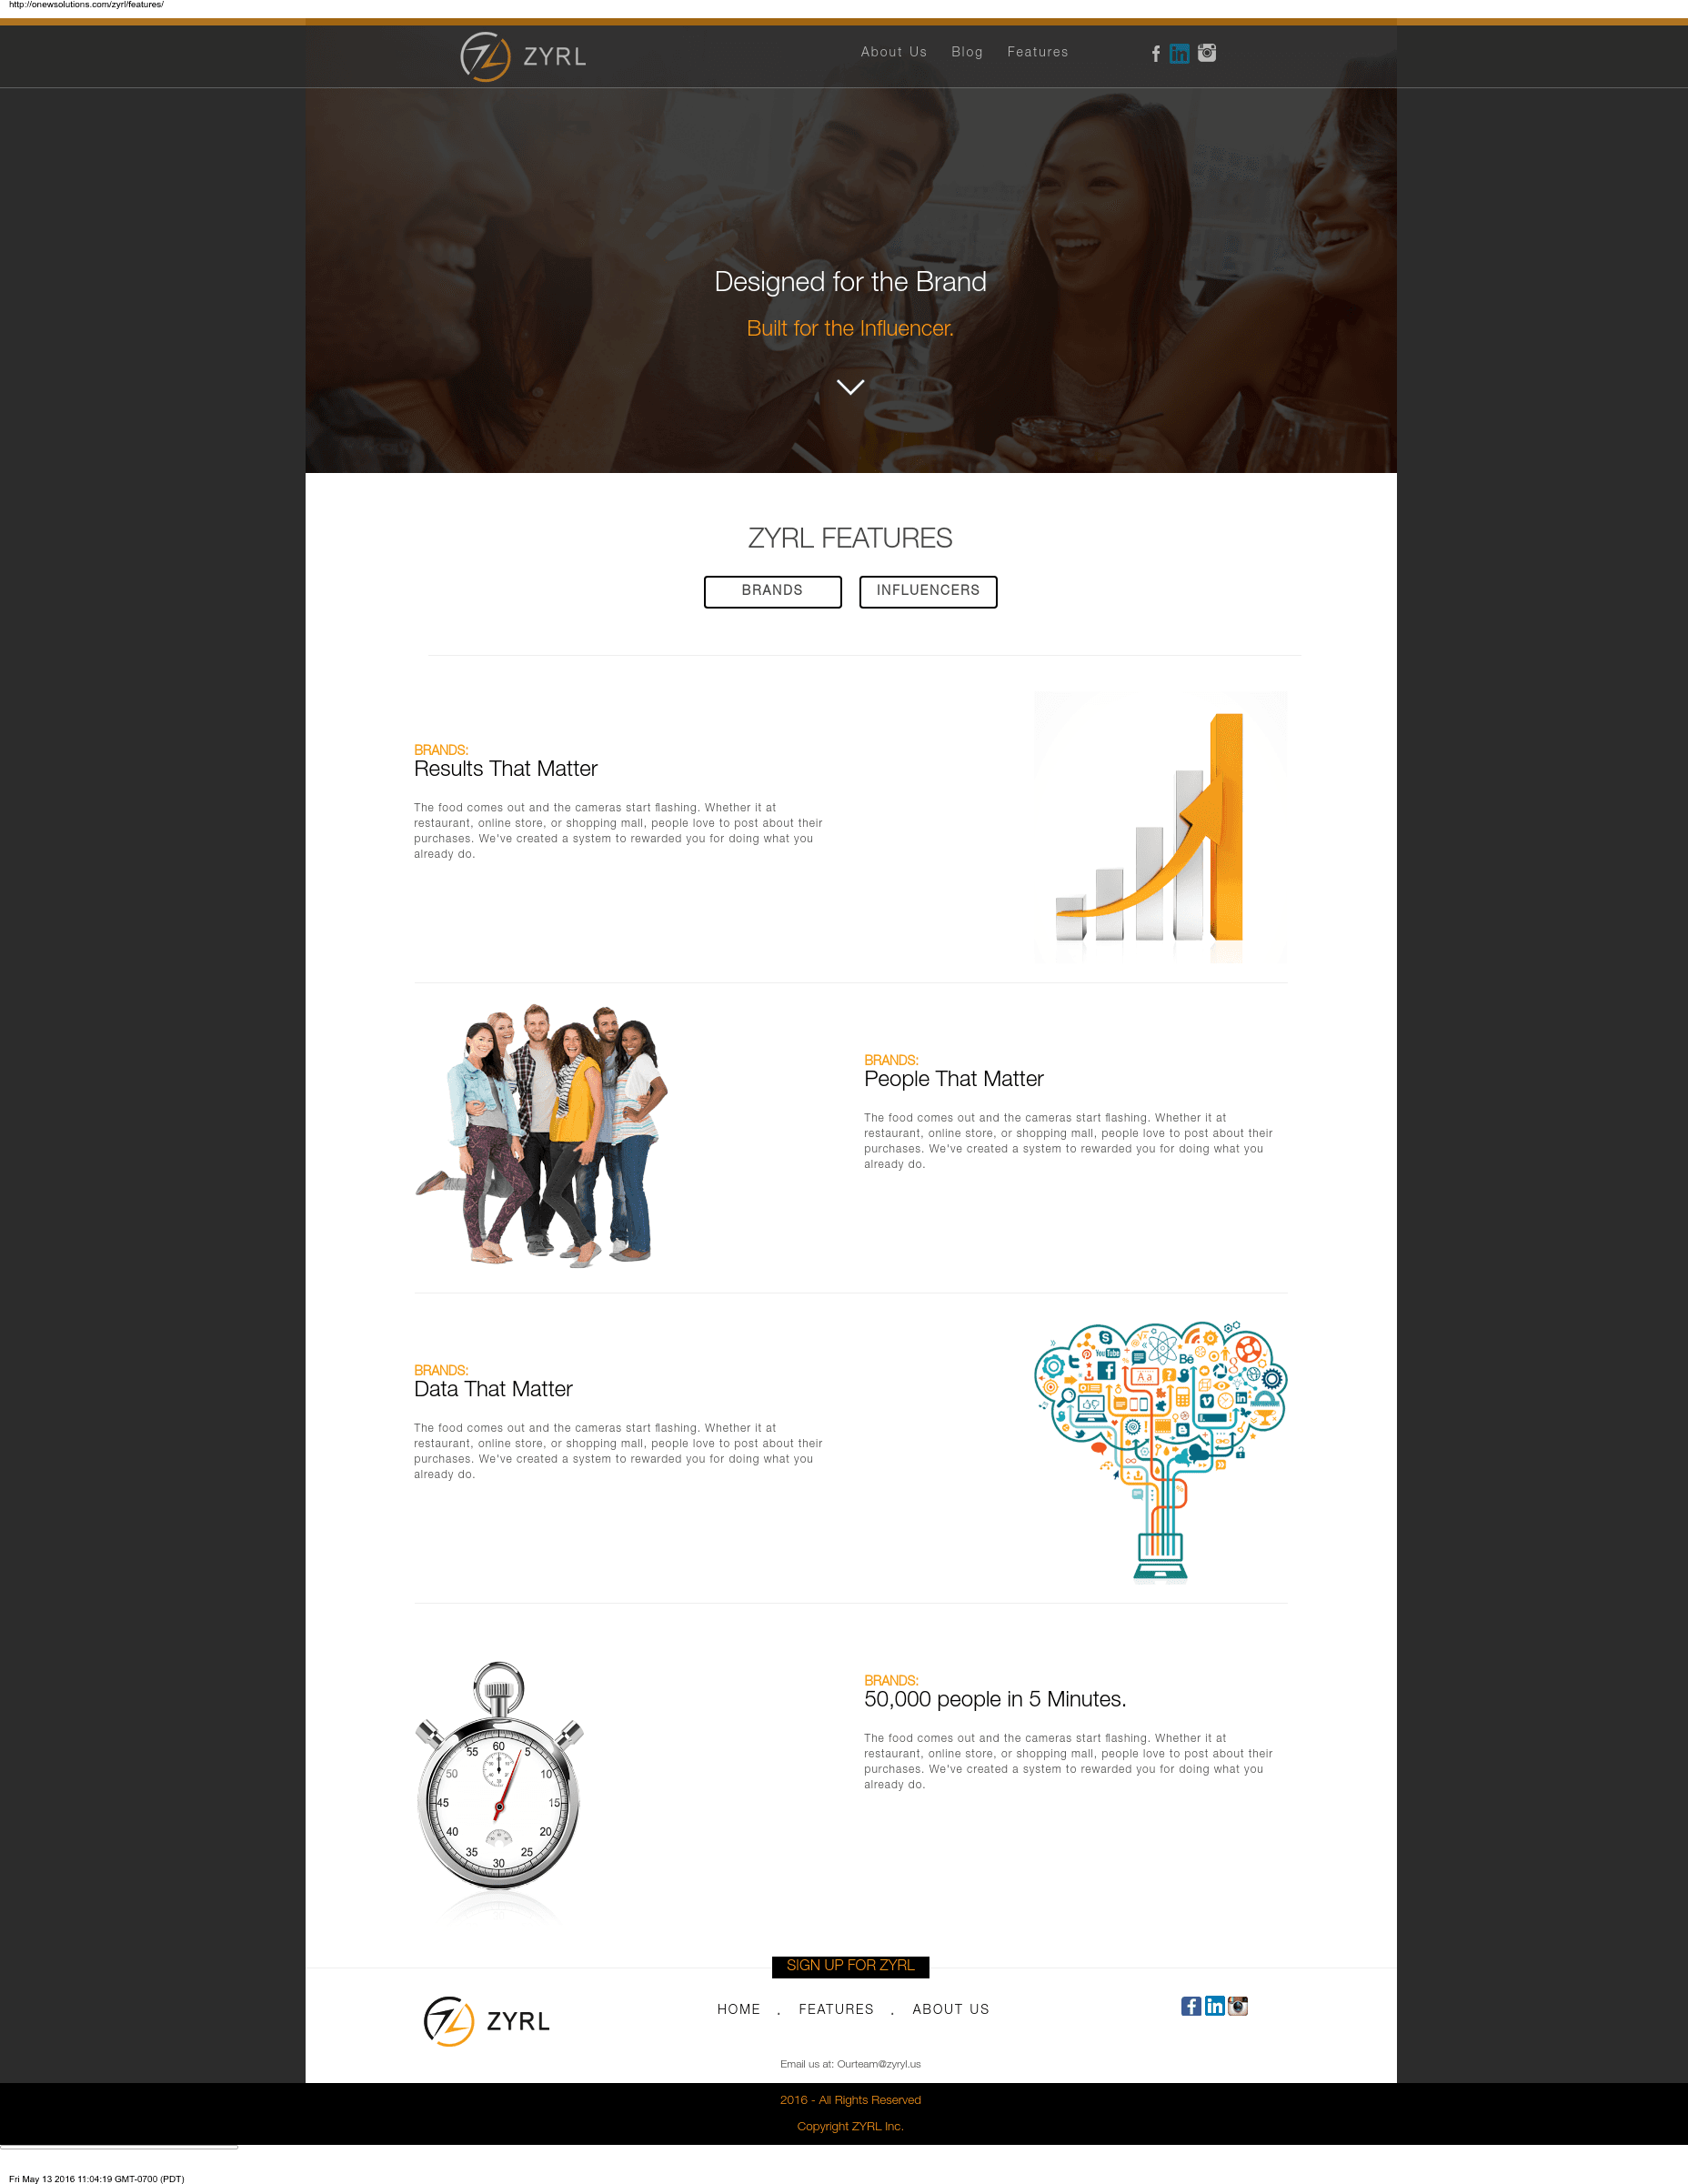 http://onewsolutions.com/zyrl/features/
ZYRL
About Us Blog Features
Designed for the Brand
Built for the Influencer.
ZYRL FEATURES
BRANDS INFLUENCERS
BRANDS:
Results That Matter
The food comes out and the cameras start flashing. Whether it at
restaurant, online store, or shopping mall, people love to post about their
purchases. We've created a system to rewarded you for doing what you
already do.
BRANDS:
People That Matter
The food comes out and the cameras start flashing. Whether it at
restaurant, online store, or shopping mall, people love to post about their
purchases. We've created a system to rewarded you for doing what you
already do.
BRANDS:
Data That Matter
The food comes out and the cameras start flashing. Whether it at
restaurant, online store, or shopping mall, people love to post about their
purchases. We've created a system to rewarded you for doing what you
already do.
You Tube
Bē
Aa
BRANDS:
50,000 people in 5 Minutes.
The food comes out and the cameras start flashing. Whether it at
restaurant, online store, or shopping mall, people love to post about their
purchases. We've created a system to rewarded you for doing what you
already do.
60
55 5
50 10
45 15
40 20
35 25
30
SIGN UP FOR ZYRL
ZYRL
HOME . FEATURES . ABOUT US
Email us at: Ourteam@zyryl.us
2016 - All Rights Reserved
Copyright ZYRL Inc.
Fri May 13 2016 11:04:19 GMT-0700 (PDT)